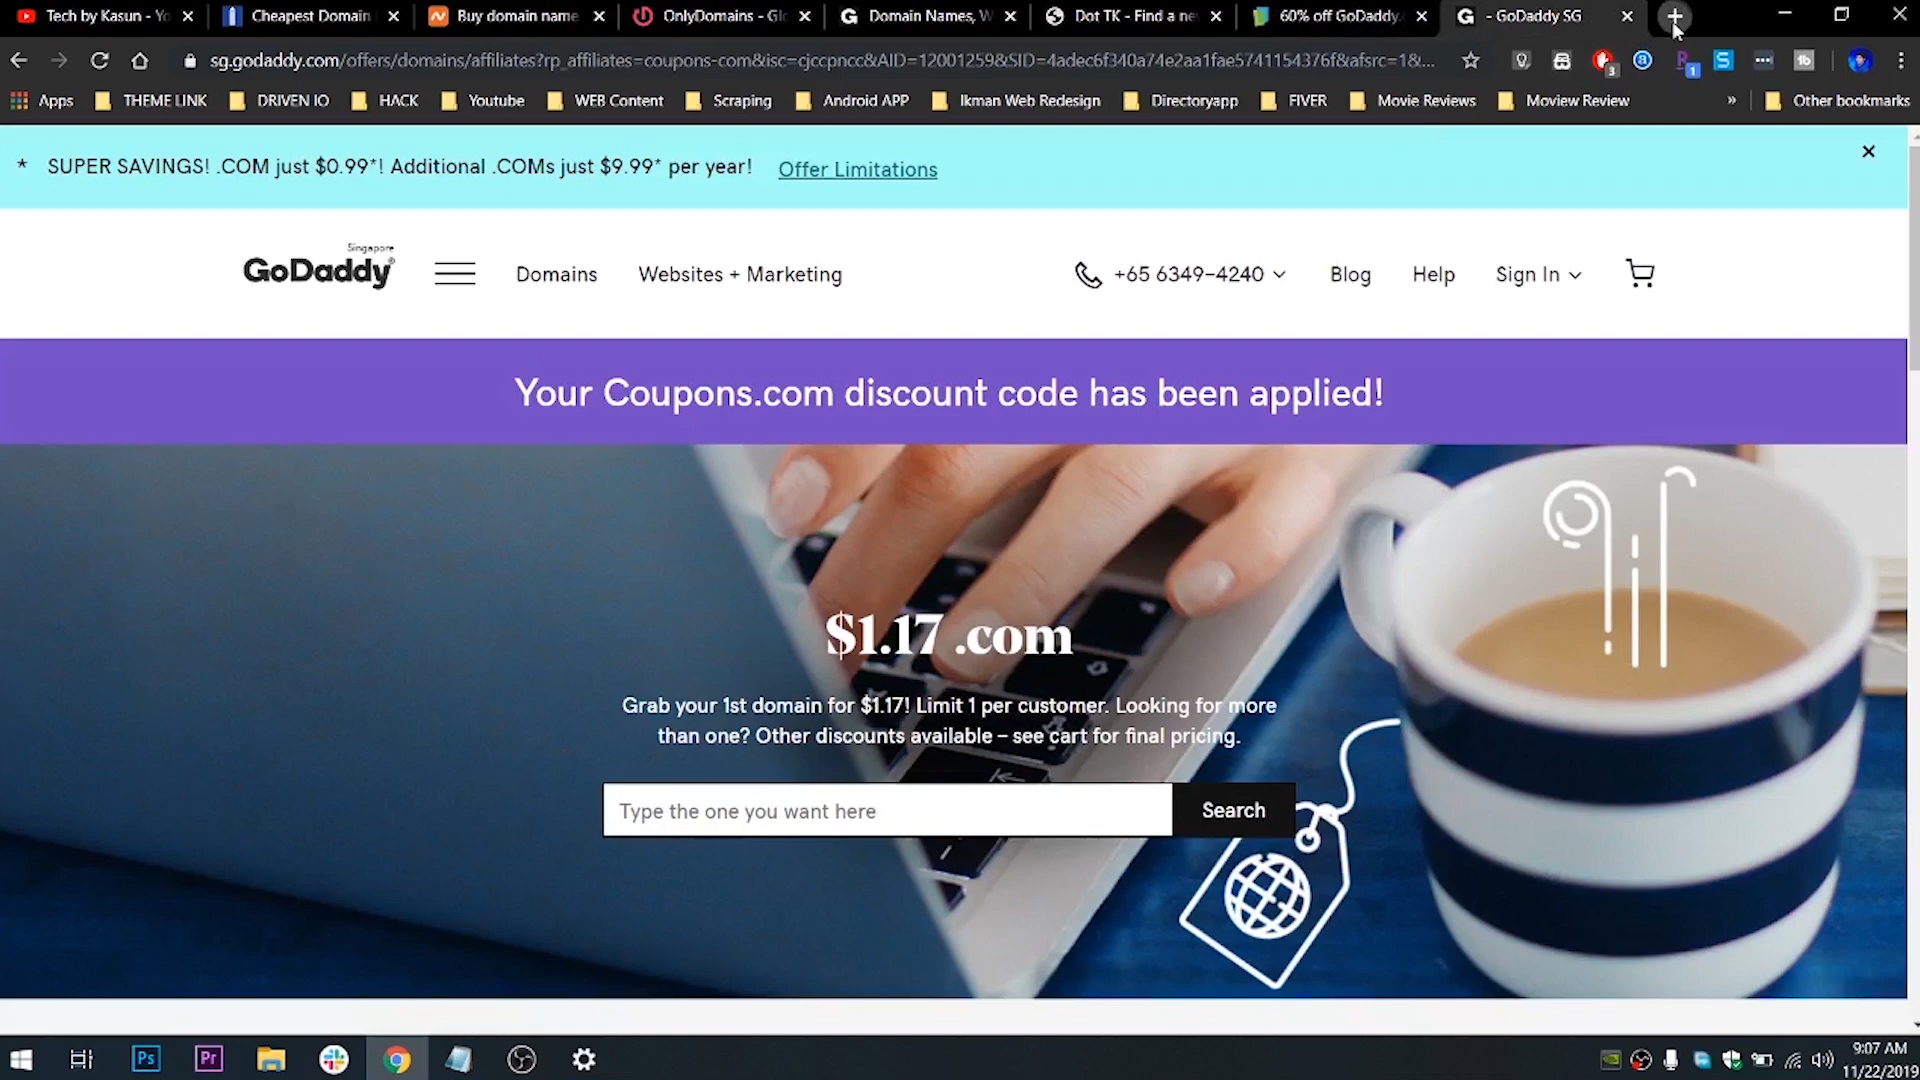 Tech by Kasun - Yo
Cheapest Domain
Buy domain name
OnlyDomains - Glo
Domain Names, W
Dot TK - Find a ne
60% off GoDaddy.
- GoDaddy SG
sg.godaddy.com/offers/domains/affiliates?rp_affiliates=coupons-com&isc=cjccpncc&AID=12001259&SID=4adec6f340a74e2aa1fae5741154376f&afsrc=1&...
Apps THEME LINK DRIVEN IO HACK Youtube WEB Content Scraping Android APP Ikman Web Redesign Directoryapp FIVER Movie Reviews Moview Review » Other bookmarks
* SUPER SAVINGS! .COM just $0.99*! Additional .COMs just $9.99* per year! Offer Limitations
Singapore
GoDaddy Domains Websites + Marketing +65 6349-4240 Blog Help Sign In
Your Coupons.com discount code has been applied!
$1.17 .com
Grab your 1st domain for $1.17! Limit 1 per customer. Looking for more
than one? Other discounts available – see cart for final pricing.
Type the one you want here Search
Ps Pr
9:07 AM
11/22/2019